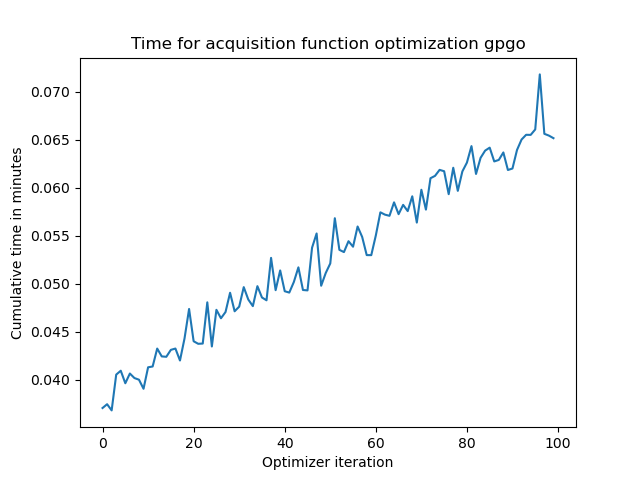 Time for acquisition function optimization gpgo
0.070
0.065
0.060
0.055
0.050
0.045
0.040
Cumulative time in minutes
0 20 40 60 80 100
Optimizer iteration